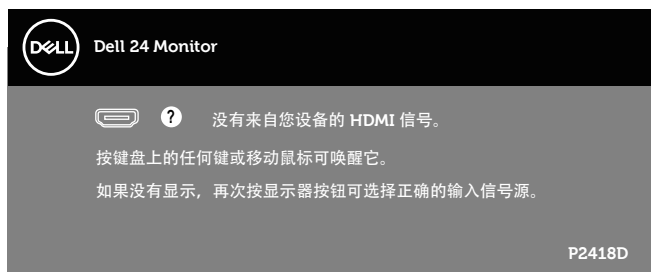 DELL
Dell 24 Monitor
? 没有来自您设备的 HDMI 信号。
按键盘上的任何键或移动鼠标可唤醒它。
如果没有显示，再次按显示器按钮可选择正确的输入信号源。
P2418D